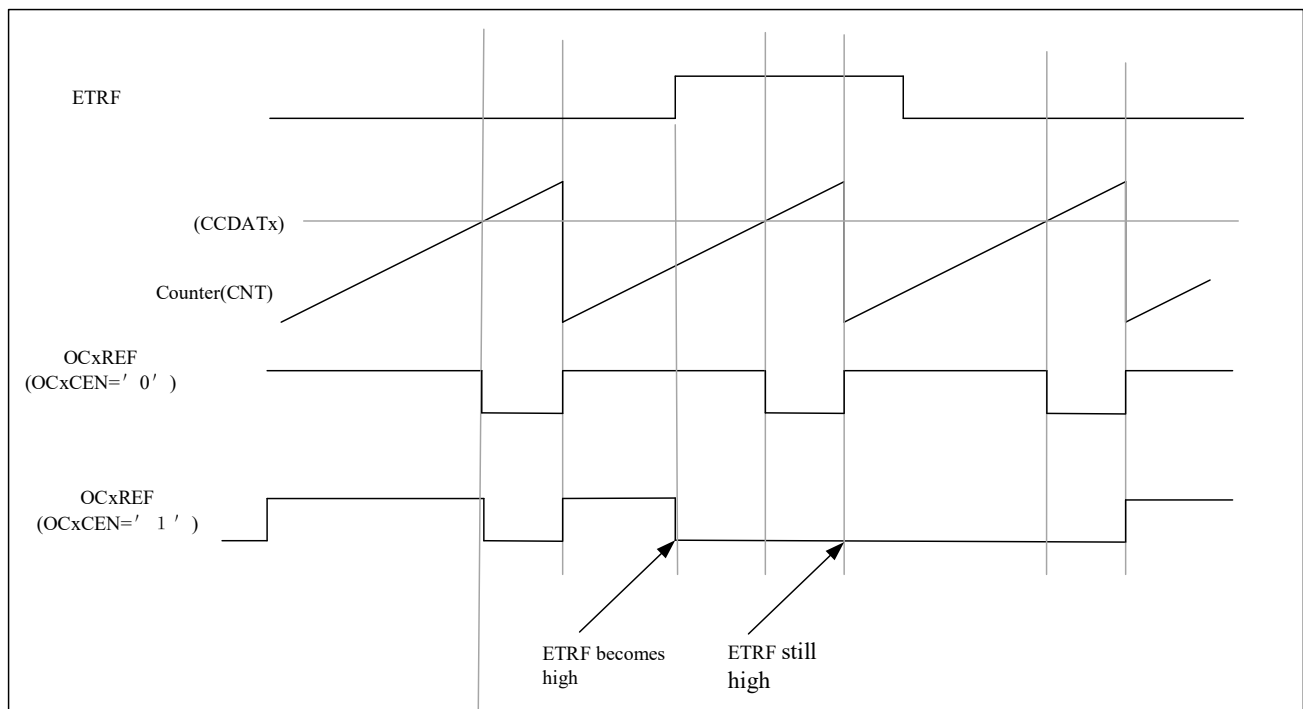 ETRF
(CCDATx)
Counter(CNT)
OCxREF
(OCxCEN=′ 0′ )
OCxREF
(OCxCEN=′ 1 ′ )
ETRF becomes
high
ETRF still
high